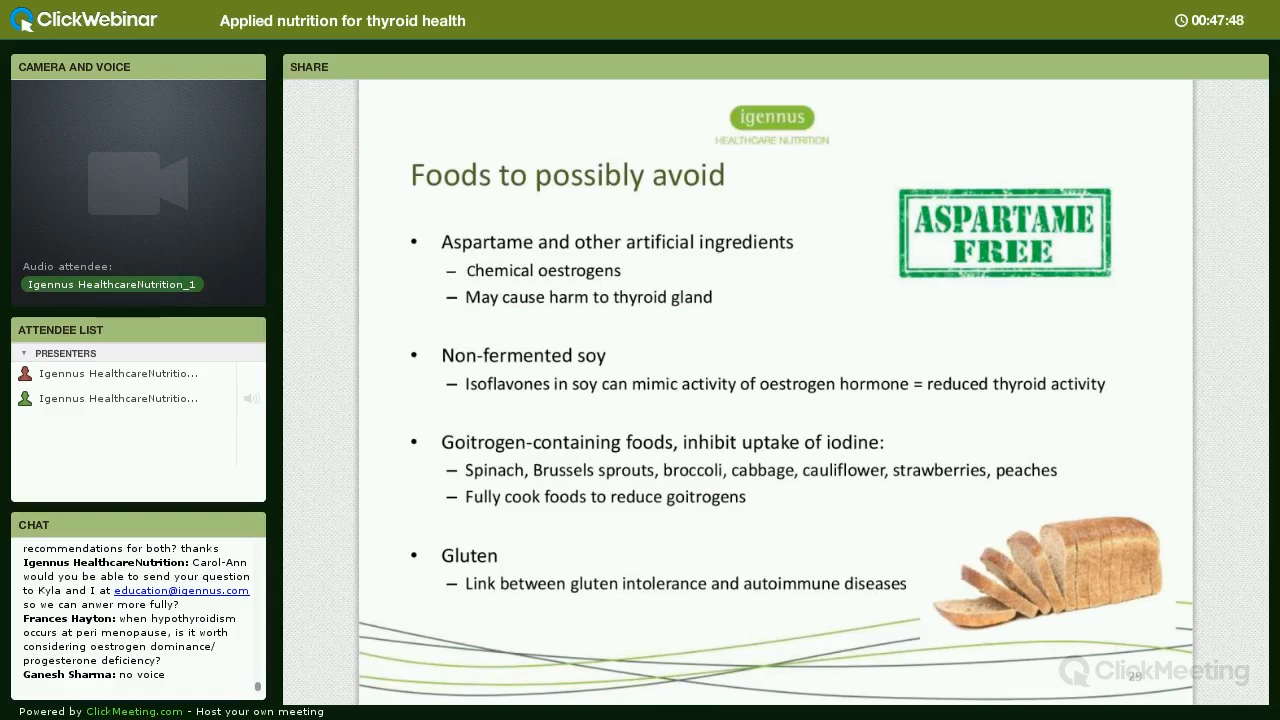 ClickWebinar
Applied nutrition for thyroid health
00:47:48
CAMERA AND VOICE
Audio attendee:
Igennus HealthcareNutrition_1
ATTENDEE LIST
PRESENTERS
Igennus HealthcareNutritio...
Igennus HealthcareNutritio...
CHAT
recommendations for both? thanks
Igennus HealthcareNutrition: Carol-Ann
would you be able to send your question
to Kyla and I at education@igennus.com
so we can anwer more fully?
Frances Hayton: when hypothyroidism
occurs at peri menopause, is it worth
considering oestrogen dominance/
progesterone deficiency?
Ganesh Sharma: no voice
SHARE
igennus
HEALTHCARE NUTRITION
Foods to possibly avoid
ASPARTAME
FREE
• Aspartame and other artificial ingredients
– Chemical oestrogens
– May cause harm to thyroid gland
• Non-fermented soy
– Isoflavones in soy can mimic activity of oestrogen hormone = reduced thyroid activity
• Goitrogen-containing foods, inhibit uptake of iodine:
– Spinach, Brussels sprouts, broccoli, cabbage, cauliflower, strawberries, peaches
– Fully cook foods to reduce goitrogens
• Gluten
– Link between gluten intolerance and autoimmune diseases
ClickMeeting
Powered by ClickMeeting.com - Host your own meeting